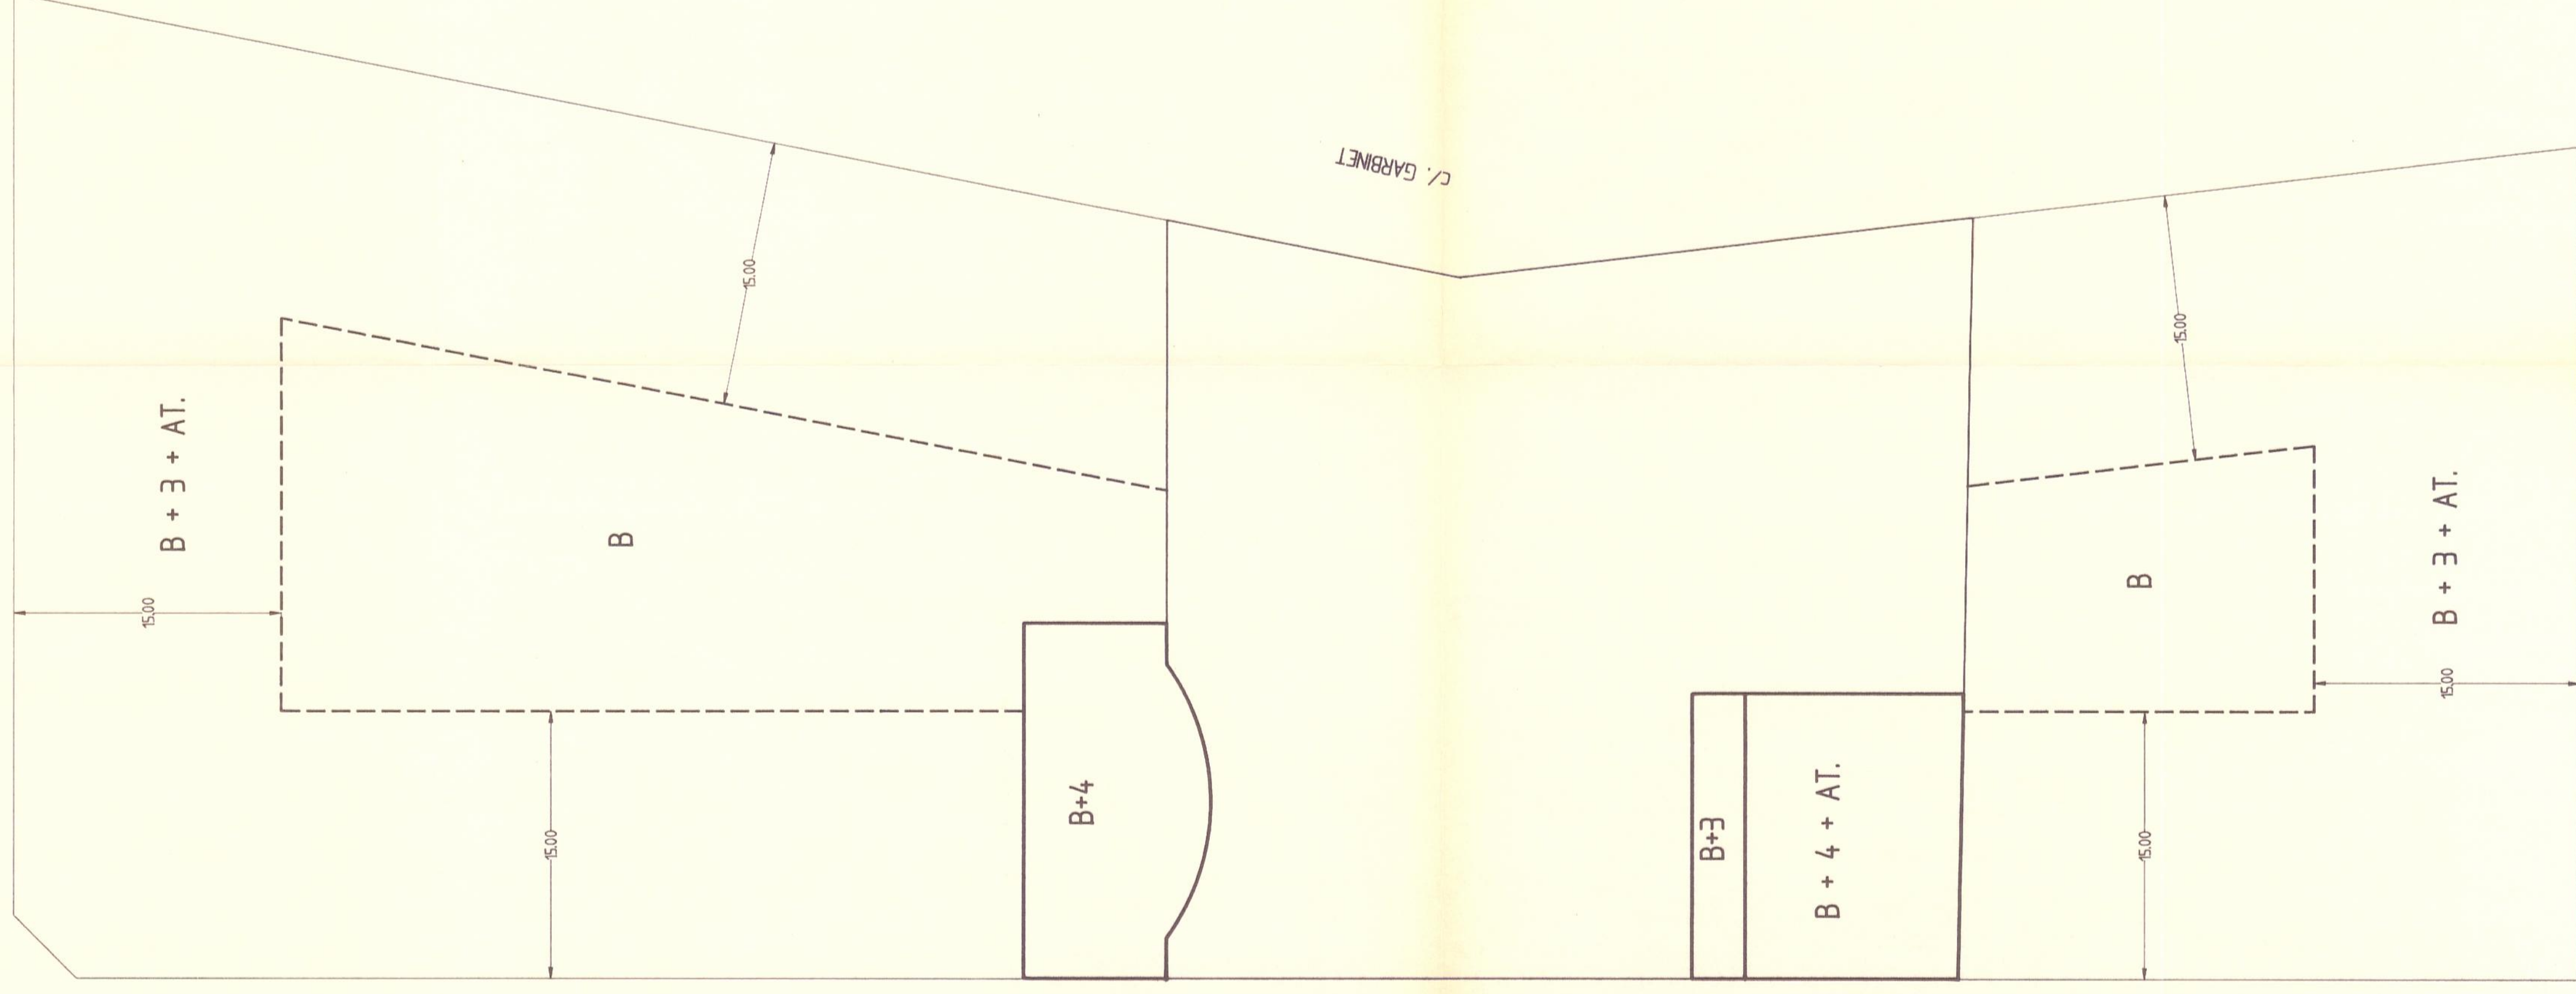 C/. GARBINET
15.00
15.00
B + 3 + AT.
B
15.00
15.00
B+4
B+3
B + 4 + AT.
B
B + 3 + AT.
15.00
15.00